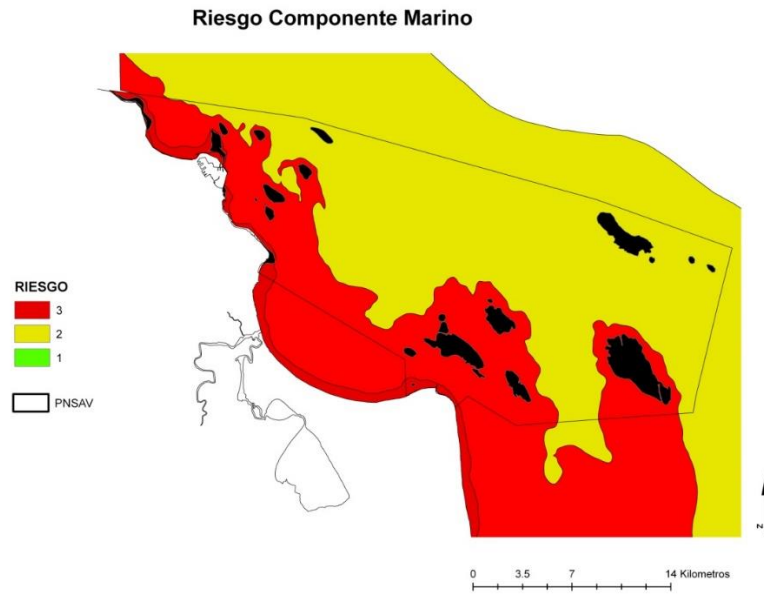 Riesgo Componente Marino
RIESGO
3
2
1
PNSAV
N
0 3.5 7 14 Kilometros